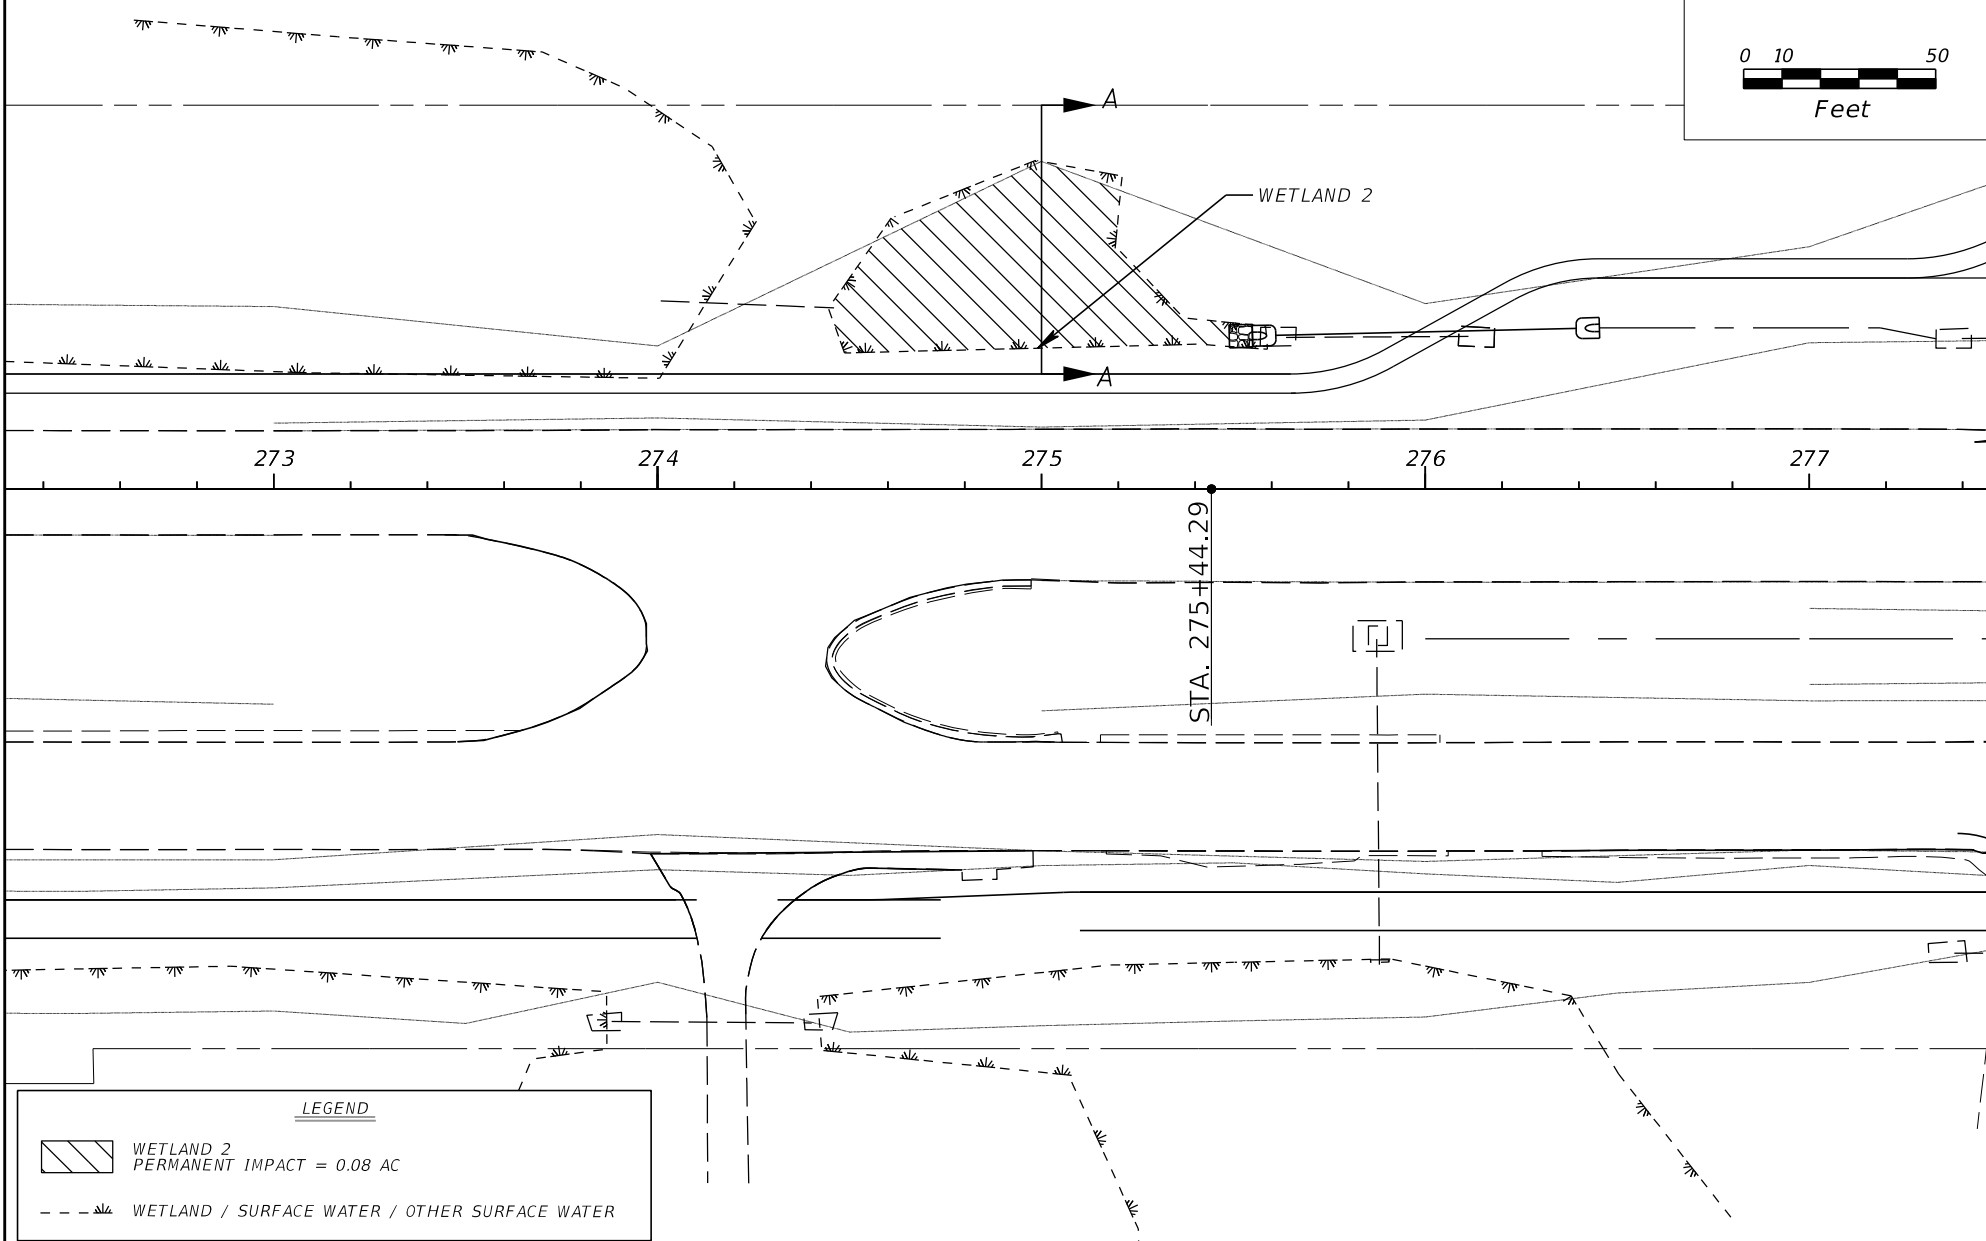 0 10 50
Feet
A
WETLAND 2
A
273 274 275 276 277
STA. 275+44.29
LEGEND
WETLAND 2
PERMANENT IMPACT = 0.08 AC
WETLAND / SURFACE WATER / OTHER SURFACE WATER